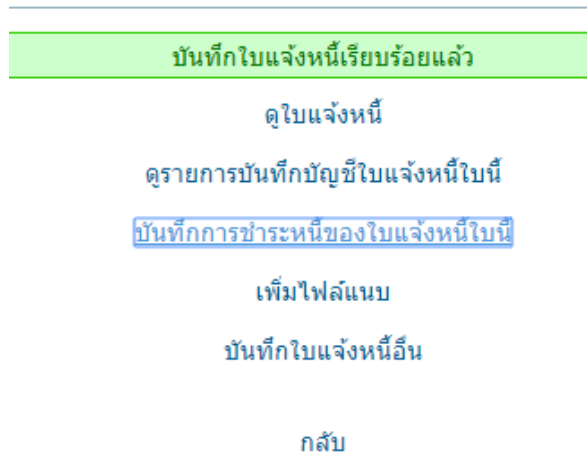 บันทึกใบแจ้งหนี้เรียบร้อยแล้ว
ดูใบแจ้งหนี้
ดูรายการบันทึกบัญชีใบแจ้งหนี้ใบนี้
บันทึกการชำระหนี้ของใบแจ้งหนี้ใบนี้
เพิ่มไฟล์แนบ
บันทึกใบแจ้งหนี้อื่น
กลับ